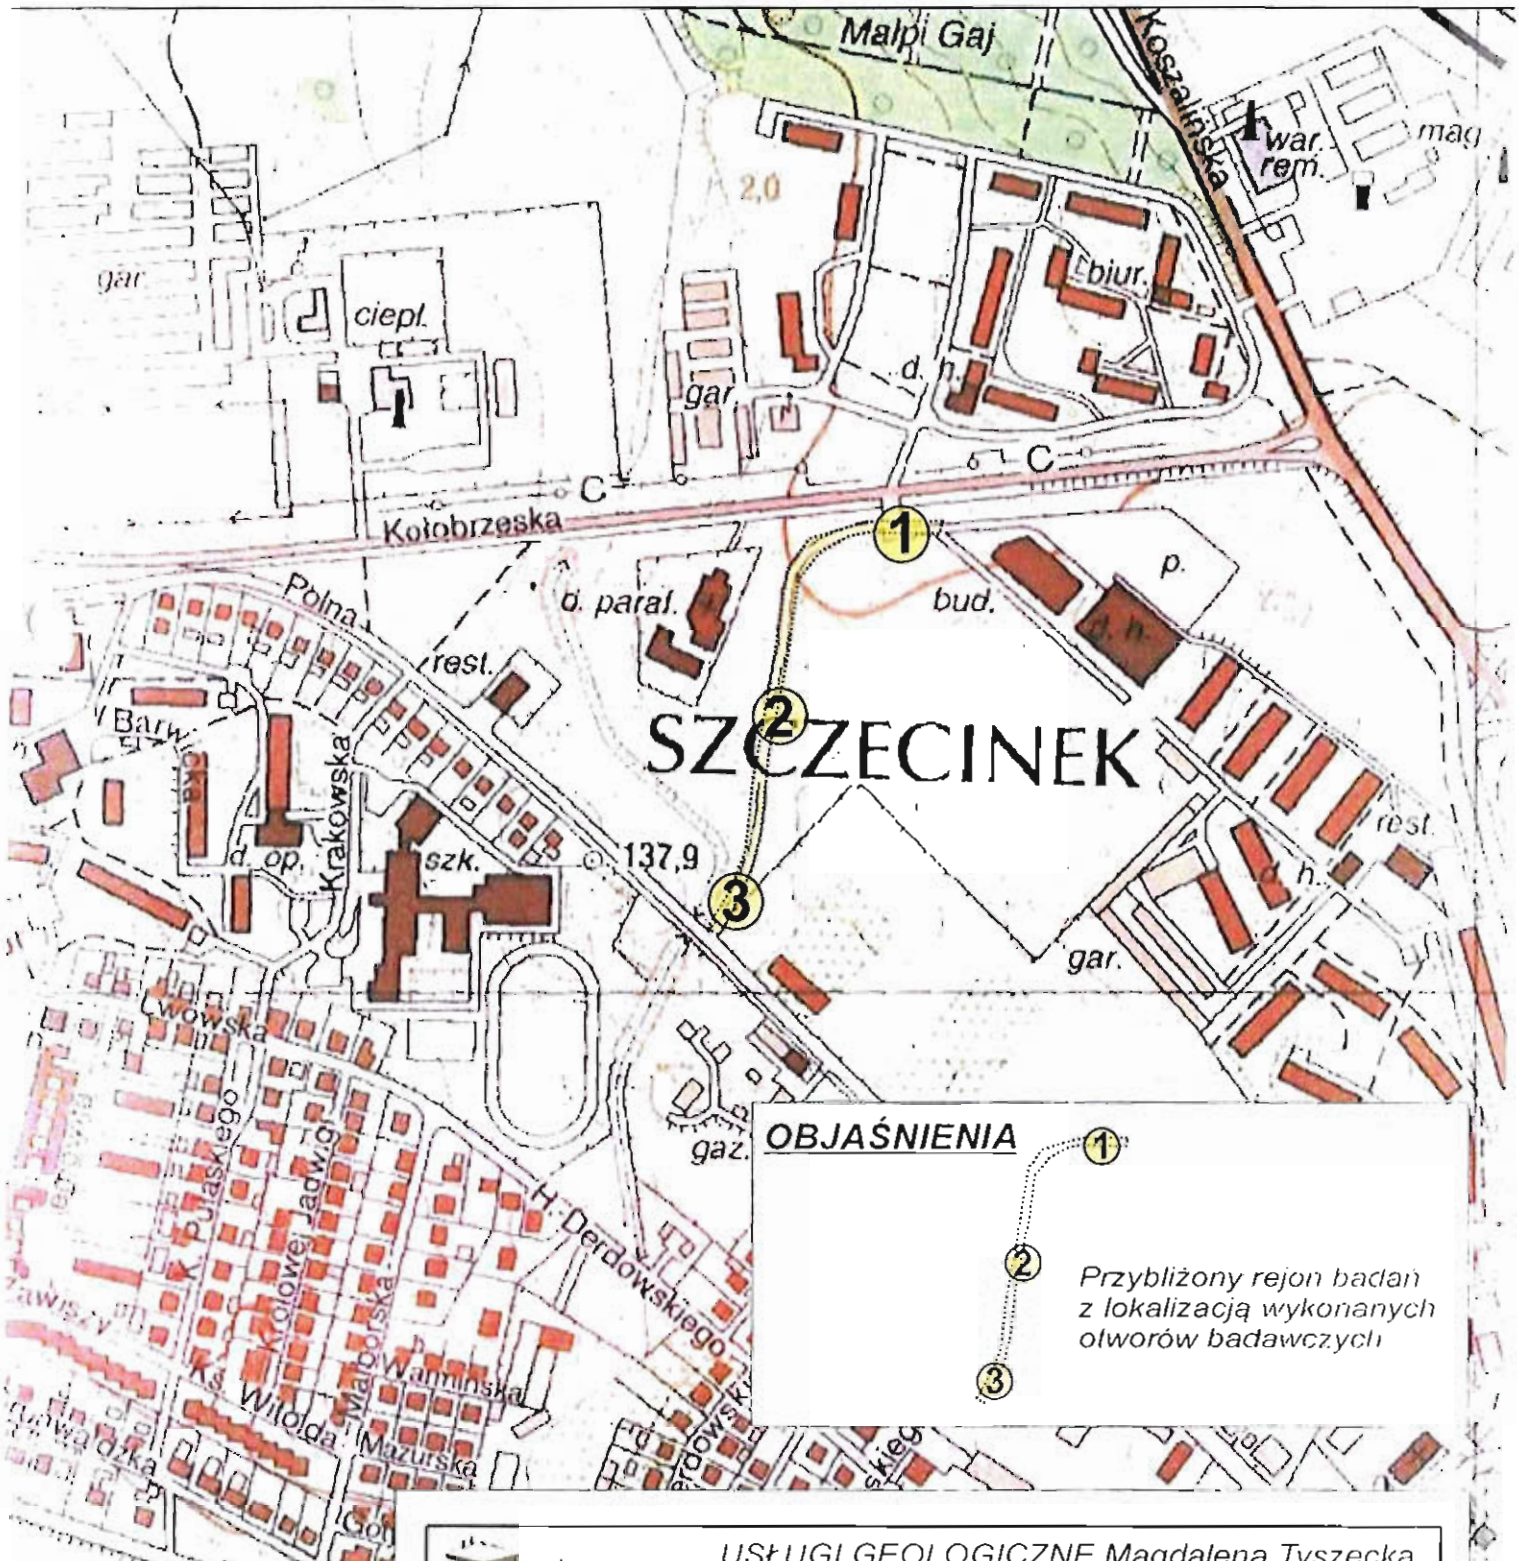 Małpi Gaj
Koszalińska
war.
rem.
mag
2,0
gar
ciepł.
biur.
d. h.
gar
C
C
Kołobrzeska
1
Polna
d. paraf.
bud.
p.
d. h.
rest.
2
SZCZECINEK
Barwicka
Krakowska
d. op.
szk.
137,9
3
rest.
d. h.
gar.
Lwowska
K. Pułaskiego
Królowej Jadwigi
Malborska
gaz.
H. Derdowskiego
Zawiszy
Ks. Witolda
Warmińska
Mazurska
OBJAŚNIENIA
1
2
3
Przybliżony rejon badań
z lokalizacją wykonanych
otworów badawczych
USŁUGI GEOLOGICZNE Magdalena Tyszecka